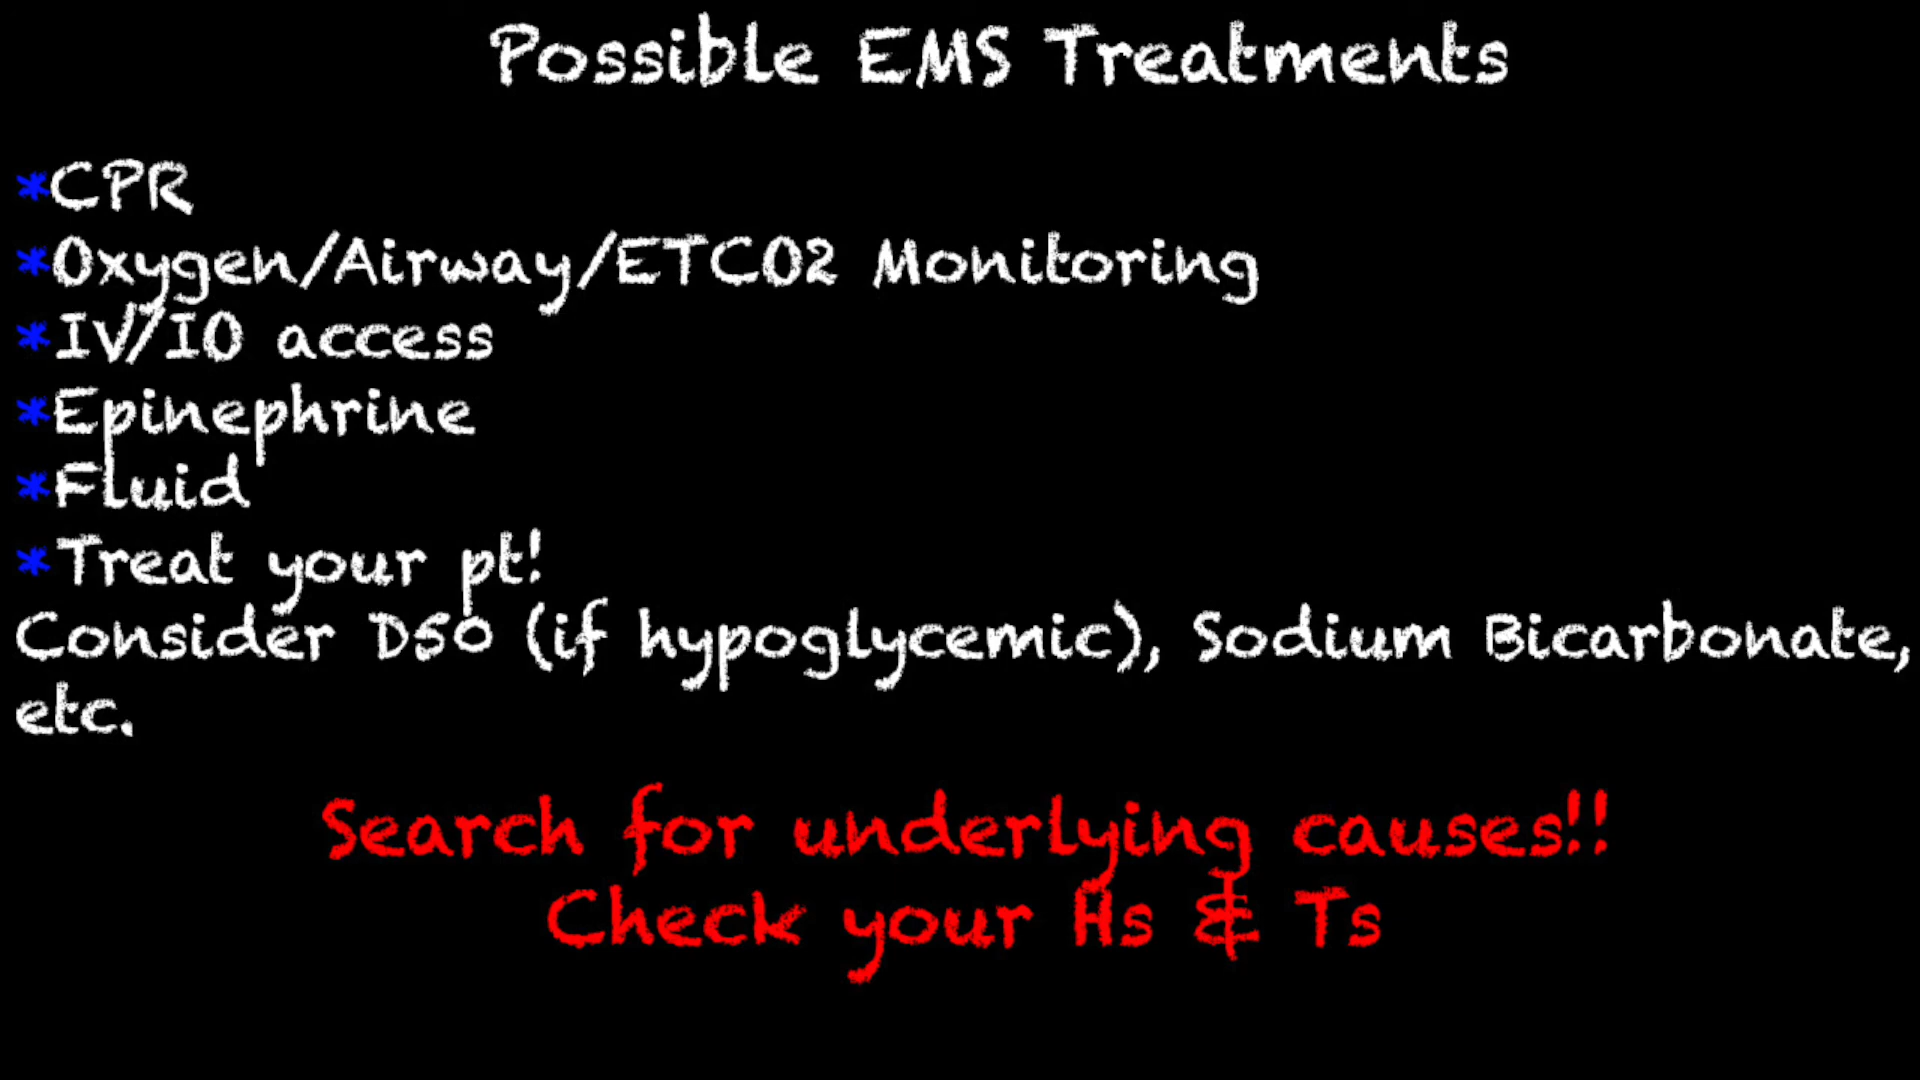 Possible EMS Treatments
*CPR
*Oxygen/Airway/ETCO2 Monitoring
*IV/IO access
*Epinephrine
*Fluid
*Treat your pt!
Consider D50 (if hypoglycemic), Sodium Bicarbonate,
etc.
Search for underlying causes!!
Check your Hs & Ts